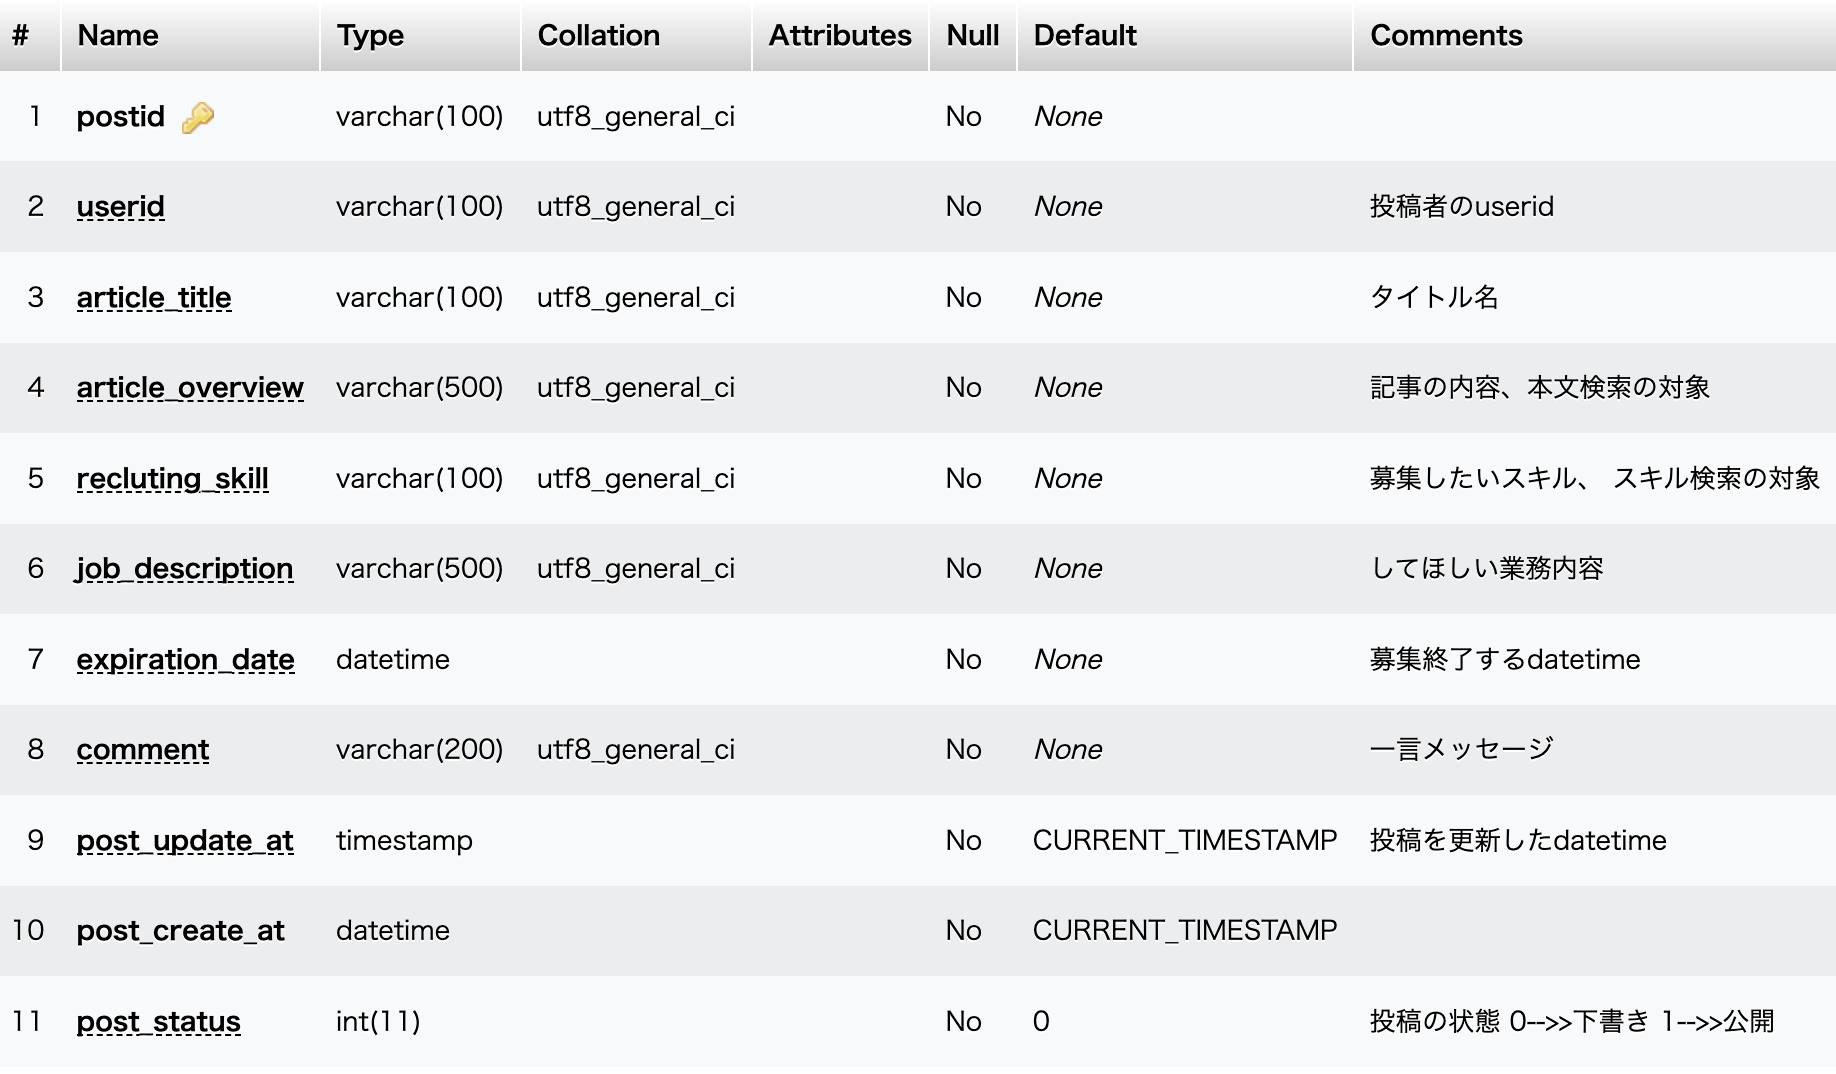 # Name Type Collation Attributes Null Default Comments
1 postid varchar(100) utf8_general_ci No None
2 userid varchar(100) utf8_general_ci No None 投稿者のuserid
3 article_title varchar(100) utf8_general_ci No None タイトル名
4 article_overview varchar(500) utf8_general_ci No None 記事の内容、本文検索の対象
5 recluting_skill varchar(100) utf8_general_ci No None 募集したいスキル、 スキル検索の対象
6 job_description varchar(500) utf8_general_ci No None してほしい業務内容
7 expiration_date datetime No None 募集終了するdatetime
8 comment varchar(200) utf8_general_ci No None 一言メッセージ
9 post_update_at timestamp No CURRENT_TIMESTAMP 投稿を更新したdatetime
10 post_create_at datetime No CURRENT_TIMESTAMP
11 post_status int(11) No 0 投稿の状態 0-->>下書き 1-->>公開